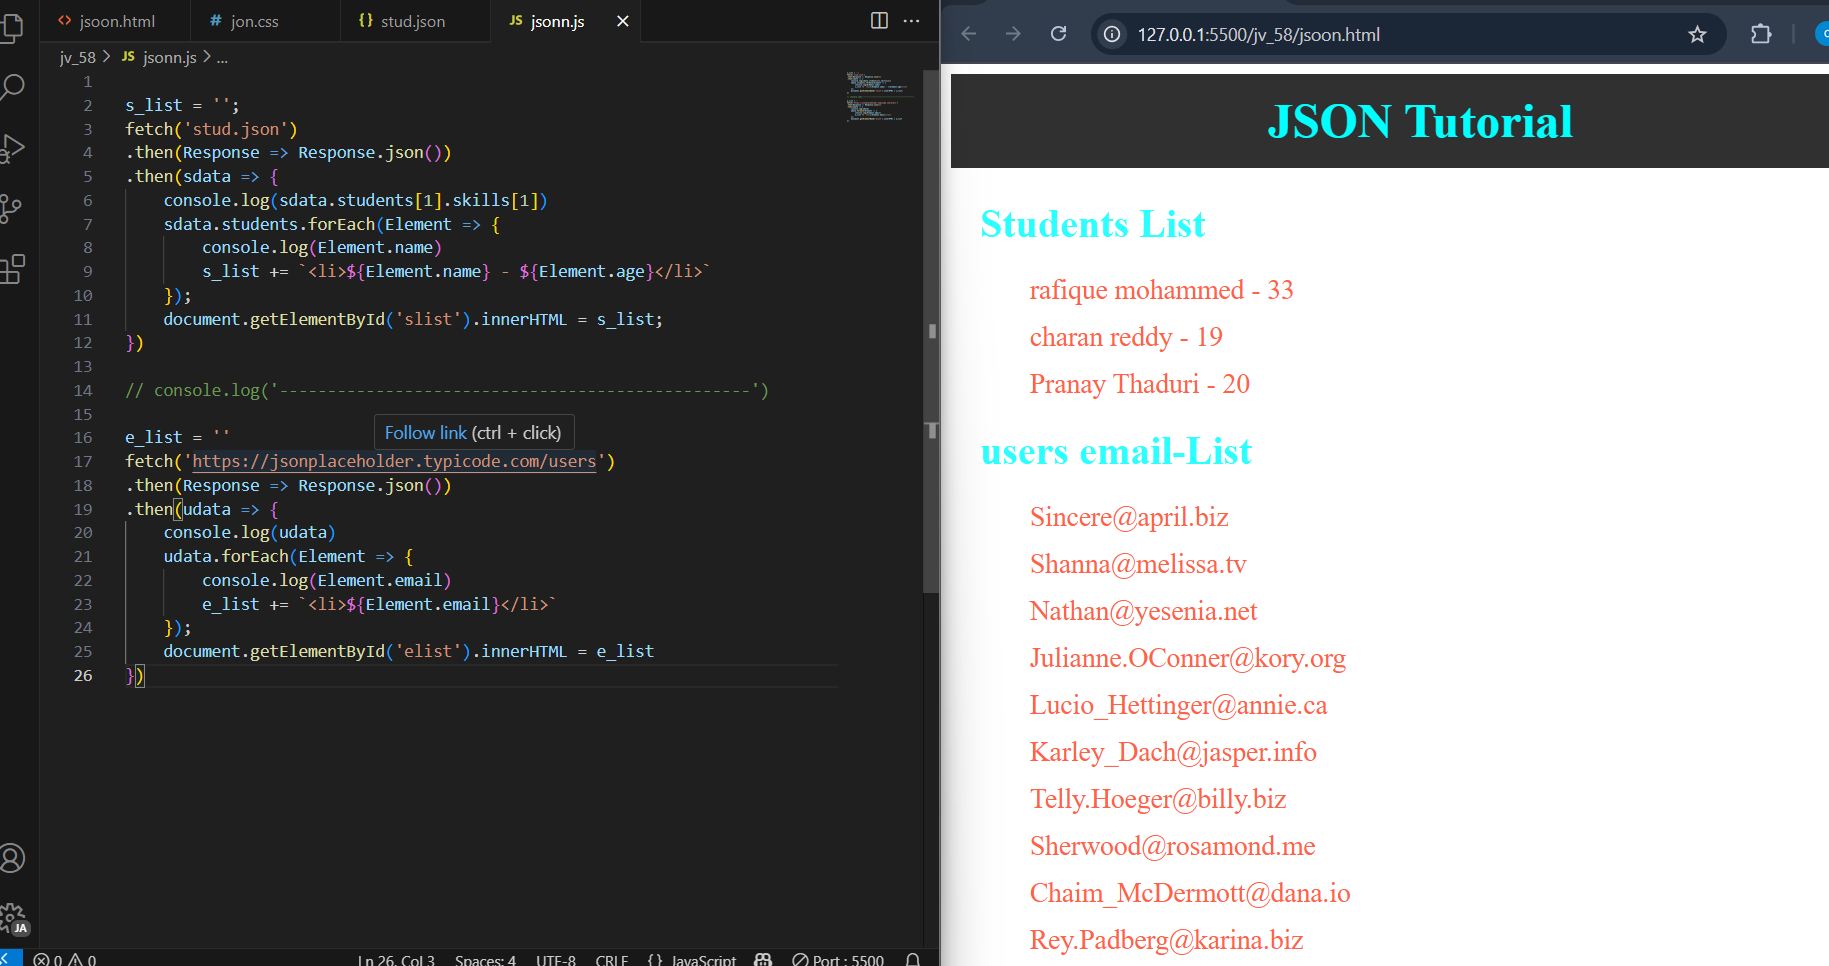 jsoon.html
# jon.css
{} stud.json
JS jsonn.js
jv_58 > JS jsonn.js > ...
1
2 s_list = '';
3 fetch('stud.json')
4 .then(Response => Response.json())
5 .then(sdata => {
6 console.log(sdata.students[1].skills[1])
7 sdata.students.forEach(Element => {
8 console.log(Element.name)
9 s_list += `<li>${Element.name} - ${Element.age}</li>`
10 });
11 document.getElementById('slist').innerHTML = s_list;
12 })
13
14 // console.log('-------------------------------------------------')
15
16 e_list = ''
Follow link (ctrl + click)
17 fetch('https://jsonplaceholder.typicode.com/users')
18 .then(Response => Response.json())
19 .then(udata => {
20 console.log(udata)
21 udata.forEach(Element => {
22 console.log(Element.email)
23 e_list += `<li>${Element.email}</li>`
24 });
25 document.getElementById('elist').innerHTML = e_list
26 })
JA
0 0
Ln 26, Col 3
Spaces: 4
UTF-8
CRLF
{} JavaScript
Port : 5500
127.0.0.1:5500/jv_58/jsoon.html
JSON Tutorial
Students List
rafique mohammed - 33
charan reddy - 19
Pranay Thaduri - 20
users email-List
Sincere@april.biz
Shanna@melissa.tv
Nathan@yesenia.net
Julianne.OConner@kory.org
Lucio_Hettinger@annie.ca
Karley_Dach@jasper.info
Telly.Hoeger@billy.biz
Sherwood@rosamond.me
Chaim_McDermott@dana.io
Rey.Padberg@karina.biz